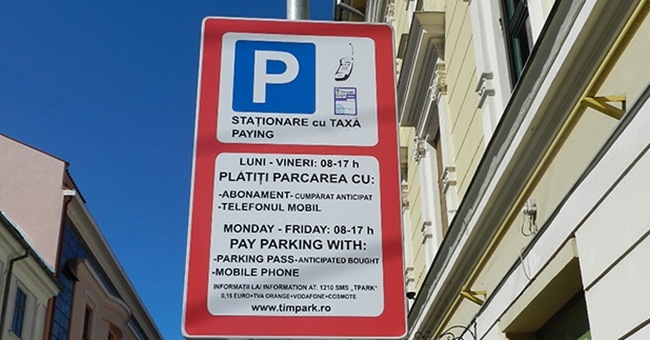 P
STAȚIONARE cu TAXĂ
PAYING
LUNI - VINERI: 08-17 h
PLĂTIȚI PARCAREA CU:
-ABONAMENT- CUMPĂRAT ANTICIPAT
-TELEFONUL MOBIL
MONDAY - FRIDAY: 08-17 h
PAY PARKING WITH:
-PARKING PASS-ANTICIPATED BOUGHT
-MOBILE PHONE
INFORMAȚII LA/ INFORMATION AT: 1210 SMS „TPARK"
0,15 EURO+TVA ORANGE+VODAFONE+COSMOTE
www.timpark.ro